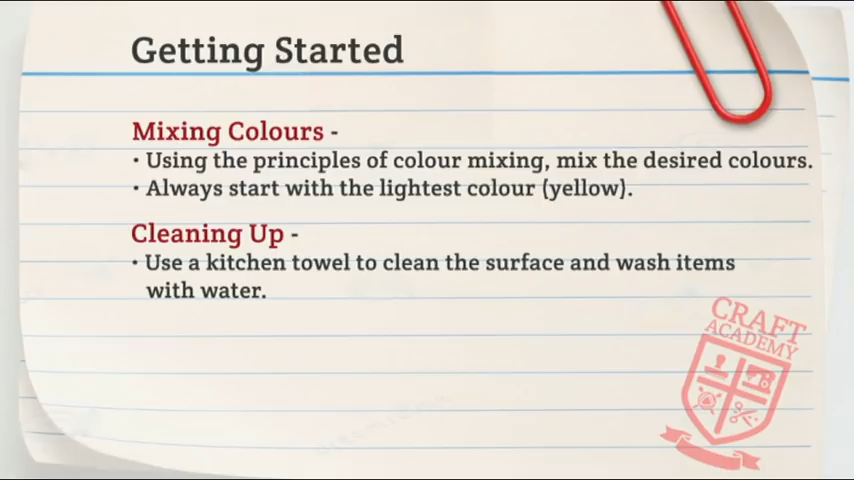 Getting Started
Mixing Colours -
• Using the principles of colour mixing, mix the desired colours.
• Always start with the lightest colour (yellow).
Cleaning Up -
• Use a kitchen towel to clean the surface and wash items
with water.
CRAFT
ACADEMY